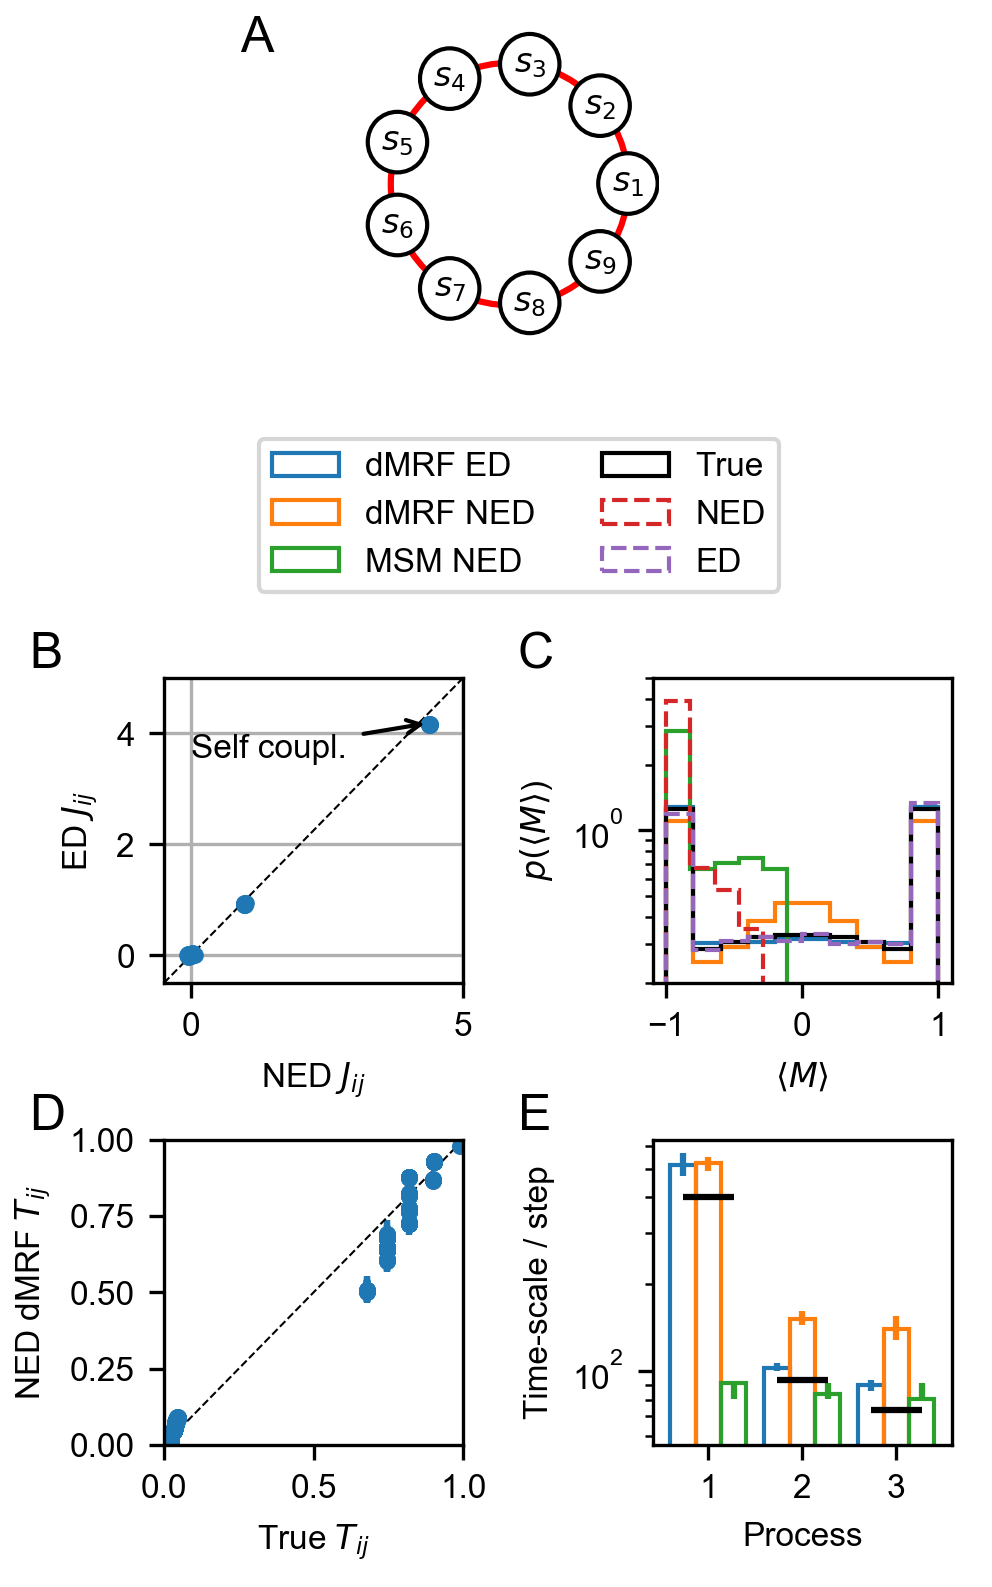 A
s3
s4
s2
s5
s1
s6
s9
s7
s8
dMRF ED
True
dMRF NED
NED
MSM NED
ED
B
C
4
2
0
Self coupl.
ED Jij
0
5
NED Jij
10^0
p(⟨M⟩)
−1
0
1
⟨M⟩
D
E
1.00
0.75
0.50
0.25
0.00
NED dMRF Tij
0.0
0.5
1.0
True Tij
10^2
Time-scale / step
1
2
3
Process